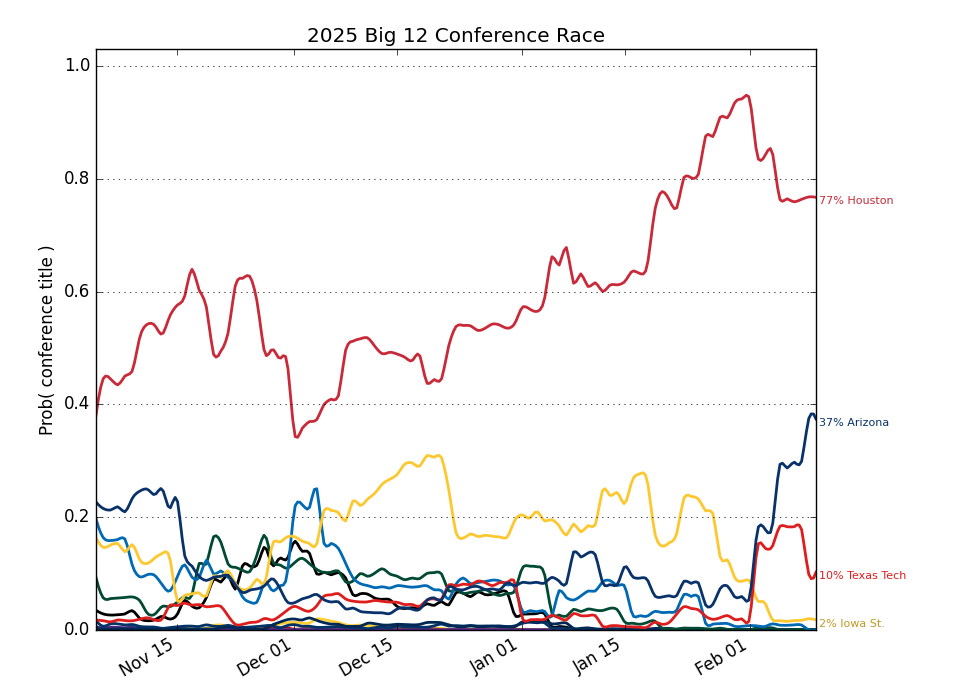 2025 Big 12 Conference Race
Prob( conference title )
1.0
0.8
0.6
0.4
0.2
0.0
77% Houston
37% Arizona
10% Texas Tech
2% Iowa St.
Nov 15
Dec 01
Dec 15
Jan 01
Jan 15
Feb 01